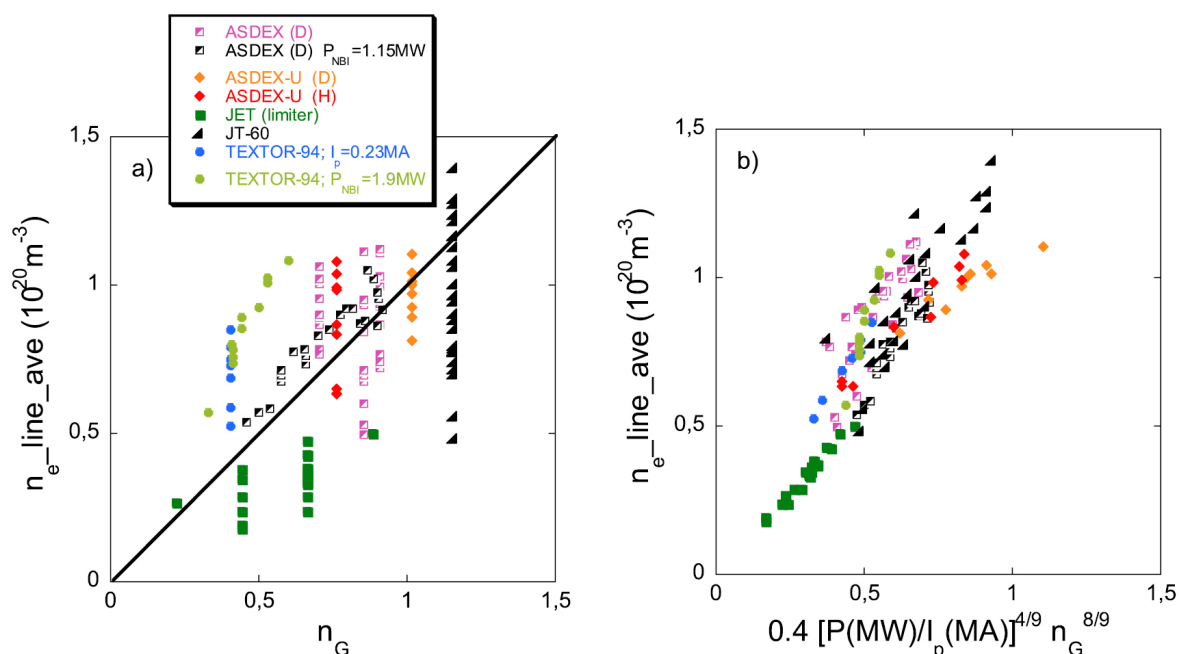 ASDEX (D)
ASDEX (D) P_NBI=1.15MW
ASDEX-U (D)
ASDEX-U (H)
JET (limiter)
JT-60
TEXTOR-94; I_p=0.23MA
TEXTOR-94; P_NBI=1.9MW
a)
1,5
1
0,5
0
0
0,5
1
1,5
n_e_line_ave (10^20m^-3)
n_G
b)
1,5
1
0,5
0
0
0,5
1
1,5
n_e_line_ave (10^20m^-3)
0.4 [P(MW)/I_p(MA)]^4/9 n_G^8/9